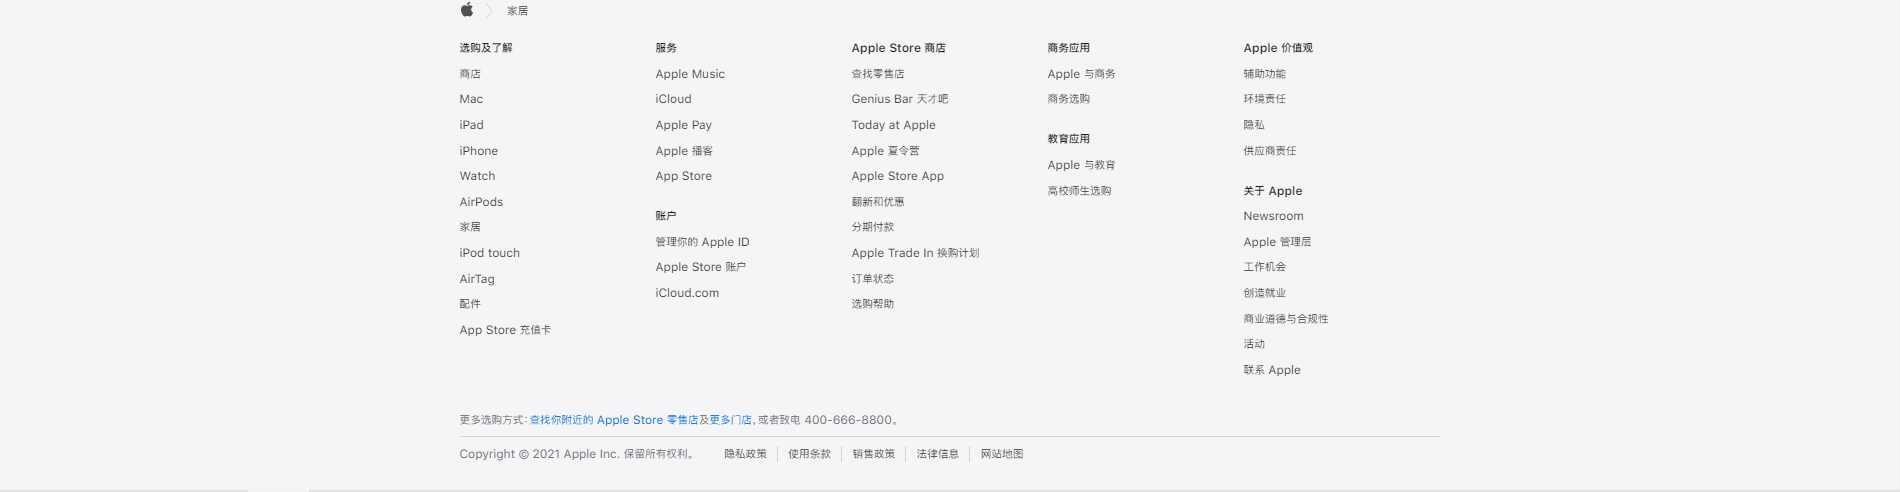 家居
选购及了解
商店
Mac
iPad
iPhone
Watch
AirPods
家居
iPod touch
AirTag
配件
App Store 充值卡
服务
Apple Music
iCloud
Apple Pay
Apple 播客
App Store
账户
管理你的 Apple ID
Apple Store 账户
iCloud.com
Apple Store 商店
查找零售店
Genius Bar 天才吧
Today at Apple
Apple 夏令营
Apple Store App
翻新和优惠
分期付款
Apple Trade In 换购计划
订单状态
选购帮助
商务应用
Apple 与商务
商务选购
教育应用
Apple 与教育
高校师生选购
Apple 价值观
辅助功能
环境责任
隐私
供应商责任
关于 Apple
Newsroom
Apple 管理层
工作机会
创造就业
商业道德与合规性
活动
联系 Apple
更多选购方式：查找你附近的 Apple Store 零售店及更多门店，或者致电 400-666-8800。
Copyright © 2021 Apple Inc. 保留所有权利。 隐私政策 使用条款 销售政策 法律信息 网站地图